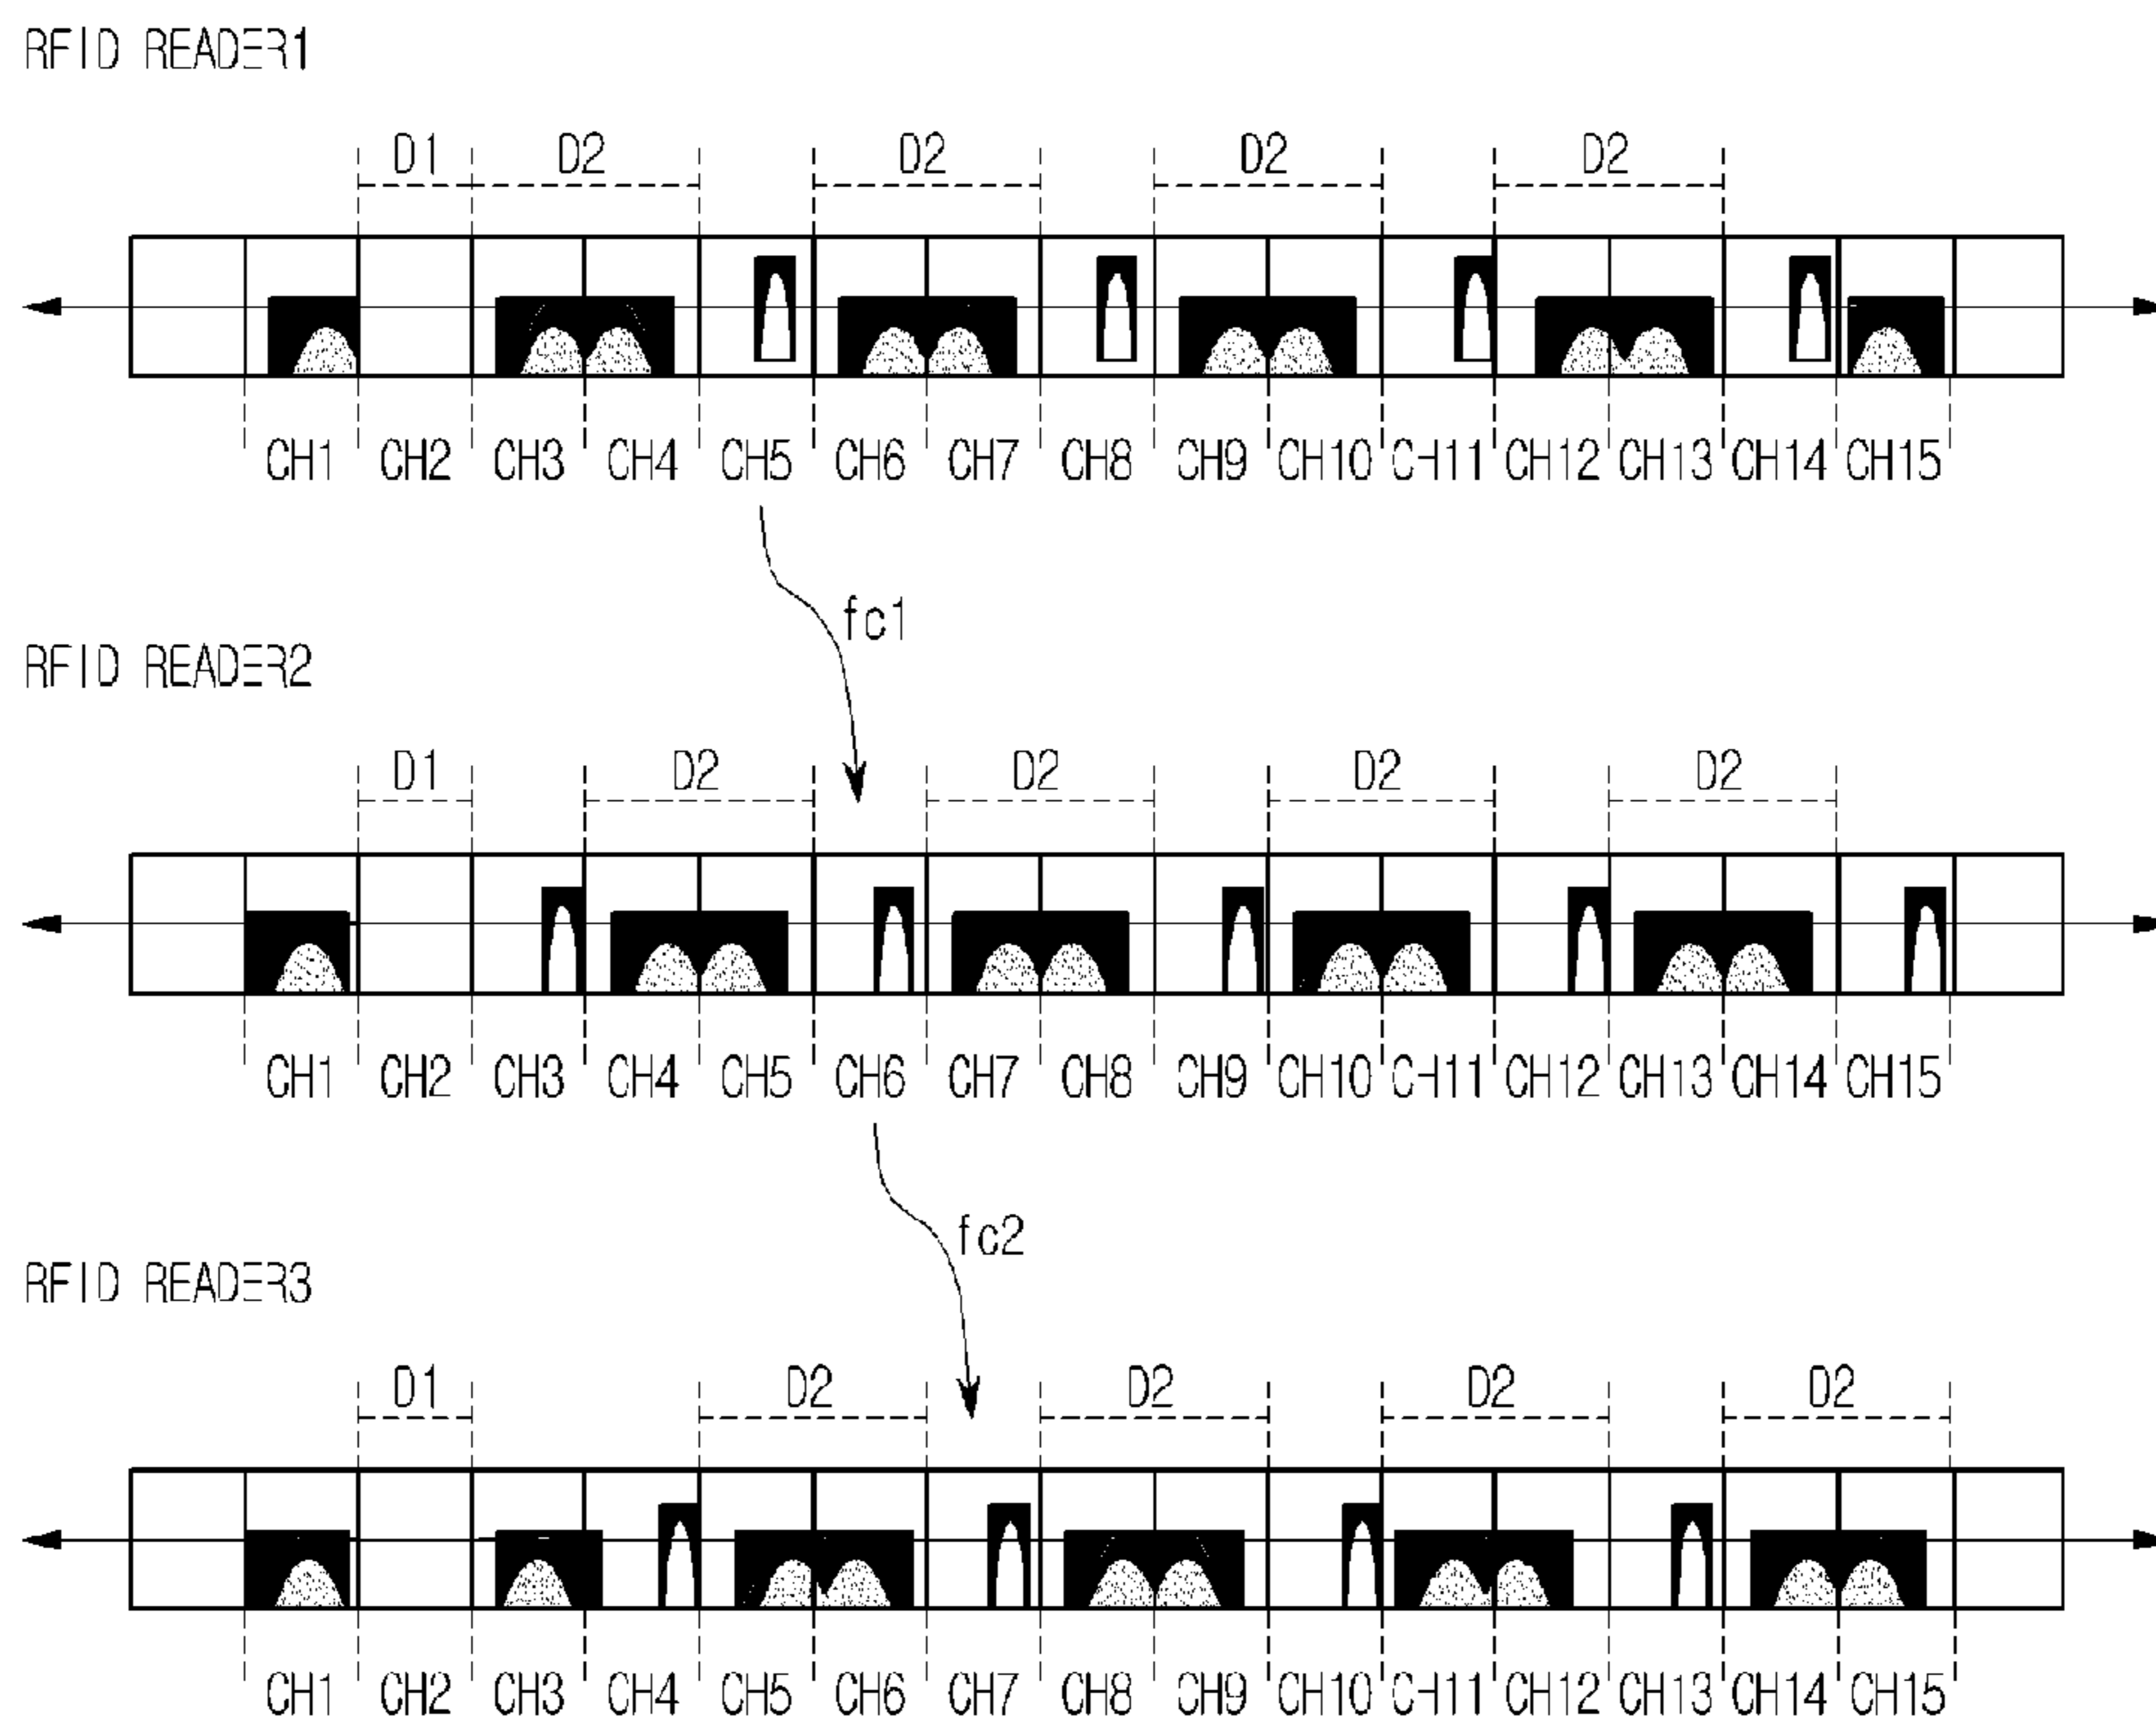 RFID READER1
D1 D2 D2 D2 D2
CH1 CH2 CH3 CH4 CH5 CH6 CH7 CH8 CH9 CH10 CH11 CH12 CH13 CH14 CH15
fc1
RFID READER2
D1 D2 D2 D2 D2
CH1 CH2 CH3 CH4 CH5 CH6 CH7 CH8 CH9 CH10 CH11 CH12 CH13 CH14 CH15
fc2
RFID READER3
D1 D2 D2 D2 D2
CH1 CH2 CH3 CH4 CH5 CH6 CH7 CH8 CH9 CH10 CH11 CH12 CH13 CH14 CH15